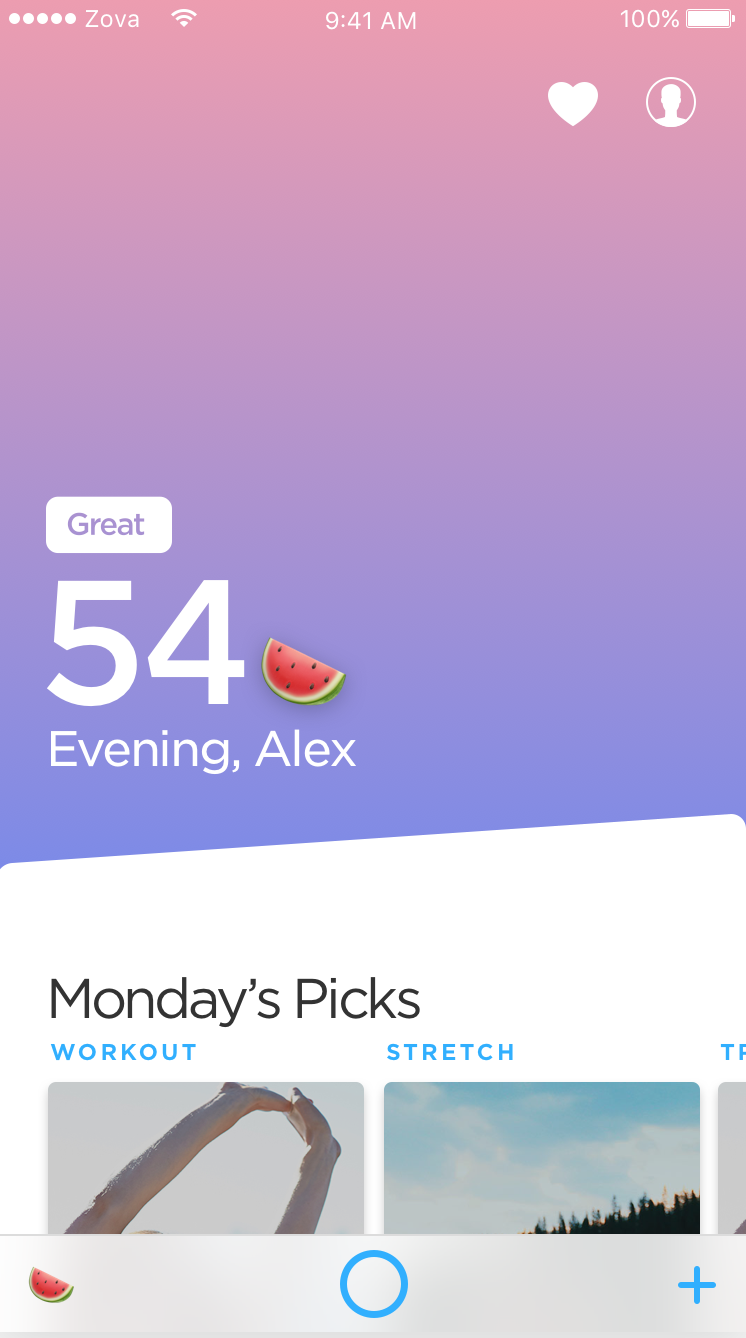 Zova 9:41 AM 100%
Great
54
Evening, Alex
Monday’s Picks
WORKOUT STRETCH